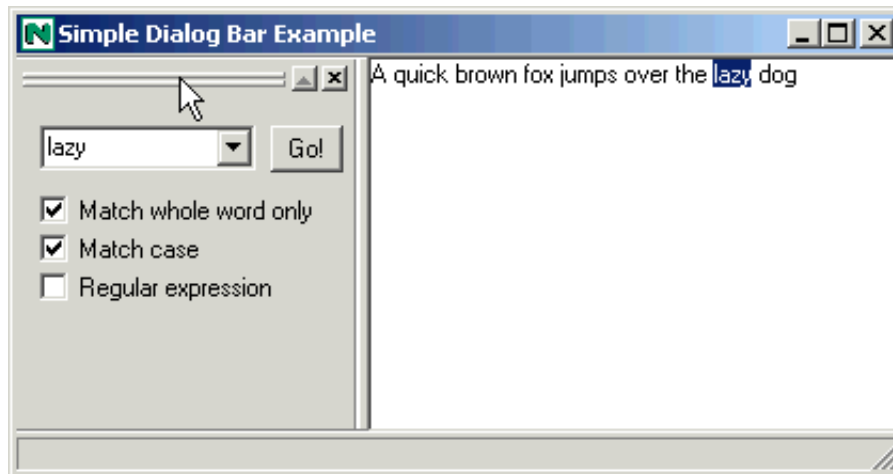 Simple Dialog Bar Example
A quick brown fox jumps over the lazy dog
lazy
Go!
Match whole word only
Match case
Regular expression